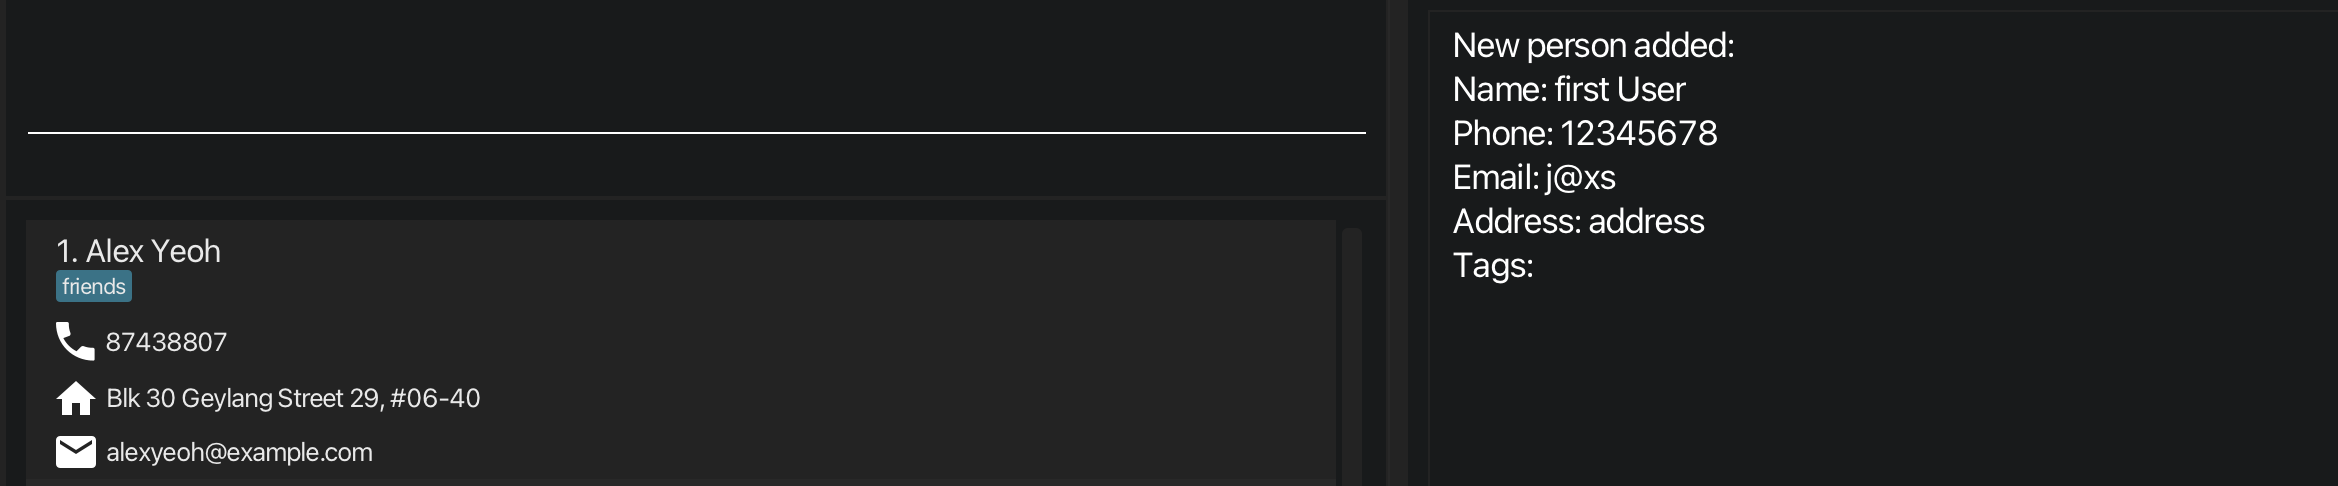 1. Alex Yeoh
friends
87438807
Blk 30 Geylang Street 29, #06-40
alexyeoh@example.com
New person added:
Name: first User
Phone: 12345678
Email: j@xs
Address: address
Tags: